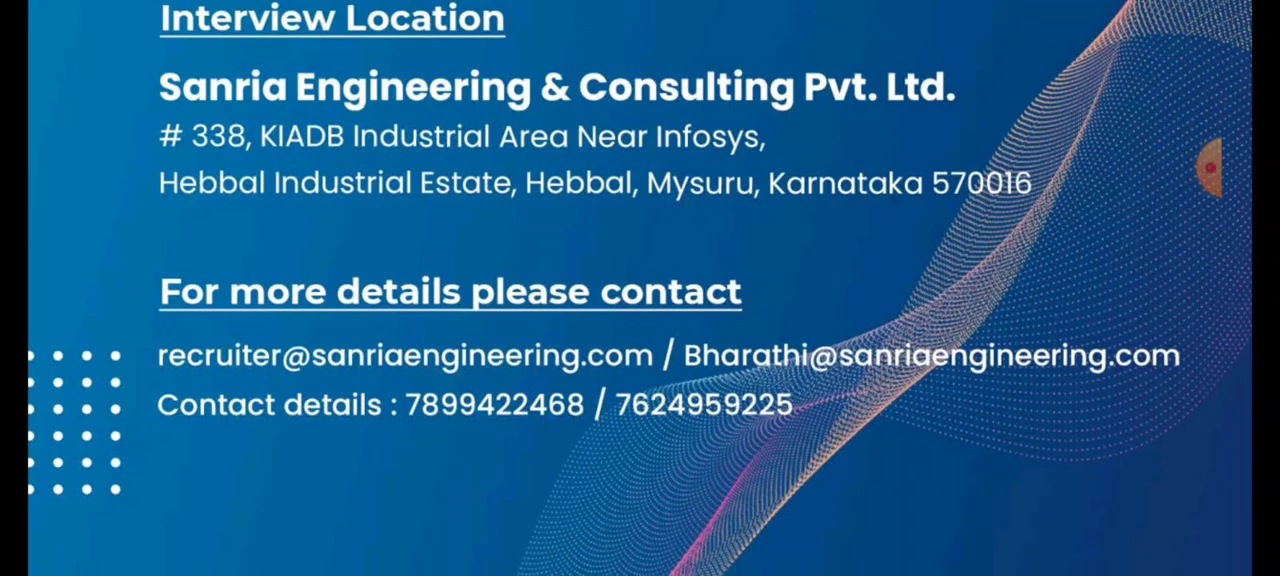 Interview Location
Sanria Engineering & Consulting Pvt. Ltd.
# 338, KIADB Industrial Area Near Infosys,
Hebbal Industrial Estate, Hebbal, Mysuru, Karnataka 570016
For more details please contact
recruiter@sanriaengineering.com / Bharathi@sanriaengineering.com
Contact details : 7899422468 / 7624959225